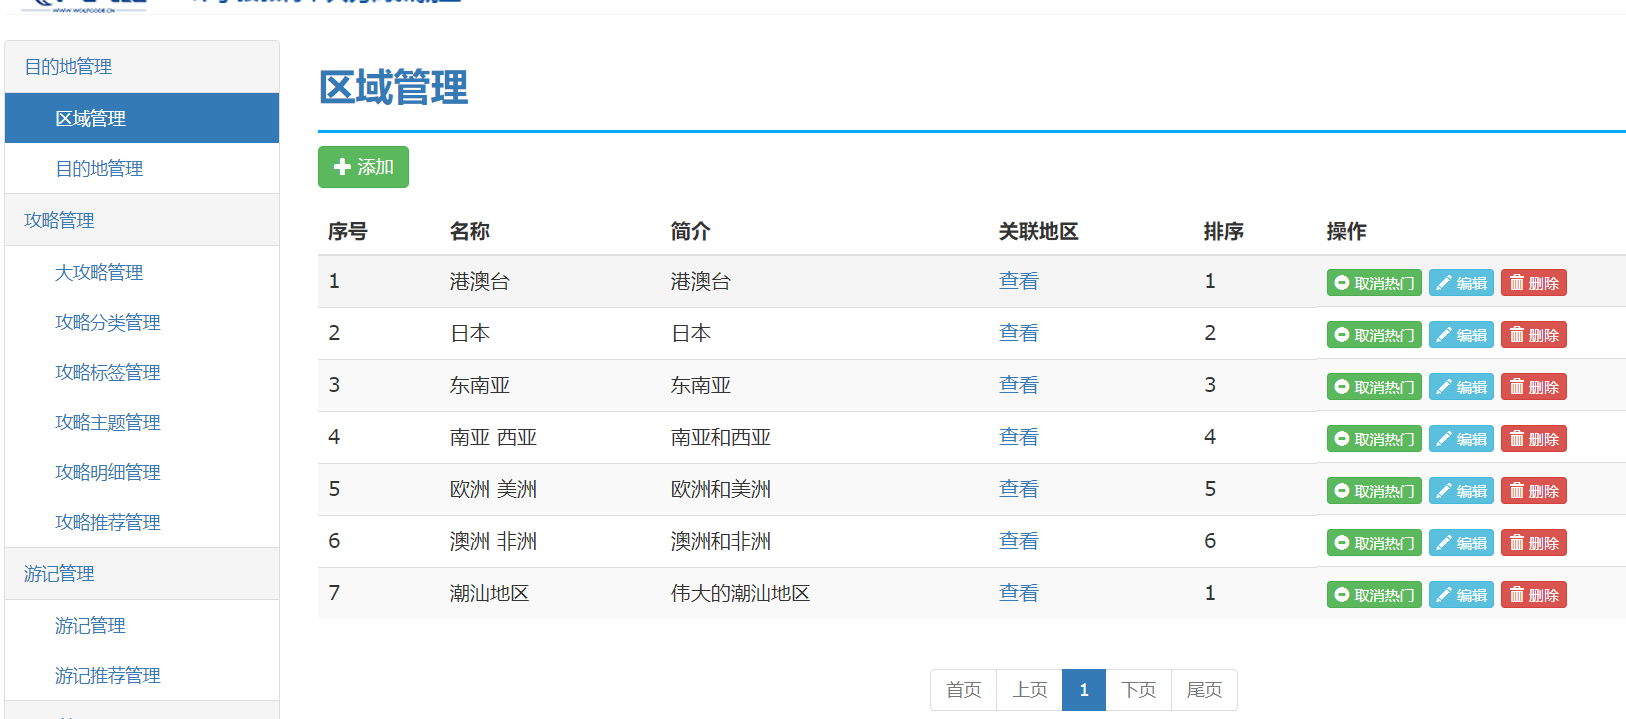 WWW.WOLFCODE.CN
目的地管理
区域管理
目的地管理
攻略管理
大攻略管理
攻略分类管理
攻略标签管理
攻略主题管理
攻略明细管理
攻略推荐管理
游记管理
游记管理
游记推荐管理
区域管理
添加
序号 名称 简介 关联地区 排序 操作
1 港澳台 港澳台 查看 1 取消热门 编辑 删除
2 日本 日本 查看 2 取消热门 编辑 删除
3 东南亚 东南亚 查看 3 取消热门 编辑 删除
4 南亚 西亚 南亚和西亚 查看 4 取消热门 编辑 删除
5 欧洲 美洲 欧洲和美洲 查看 5 取消热门 编辑 删除
6 澳洲 非洲 澳洲和非洲 查看 6 取消热门 编辑 删除
7 潮汕地区 伟大的潮汕地区 查看 1 取消热门 编辑 删除
首页 上页 1 下页 尾页